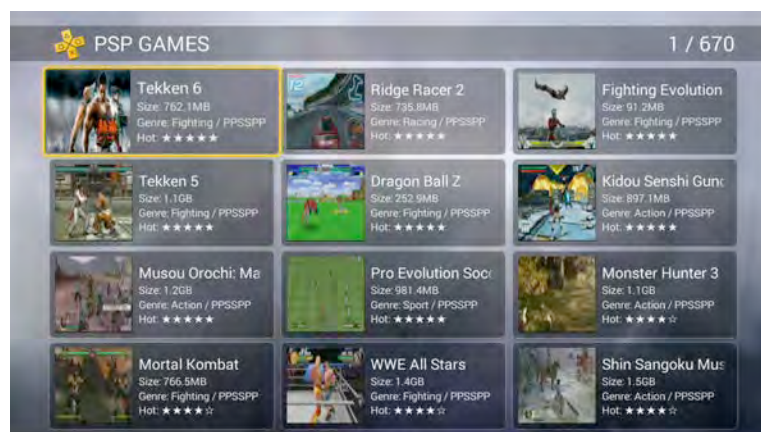 PSP GAMES
1 / 670
Tekken 6
Size: 762.1MB
Genre: Fighting / PPSSPP
Hot: ★★★★★
Ridge Racer 2
Size: 735.8MB
Genre: Racing / PPSSPP
Hot: ★★★★★
Fighting Evolution
Size: 91.2MB
Genre: Fighting / PPSSPP
Hot: ★★★★★
Tekken 5
Size: 1.1GB
Genre: Fighting / PPSSPP
Hot: ★★★★★
Dragon Ball Z
Size: 252.9MB
Genre: Fighting / PPSSPP
Hot: ★★★★★
Kidou Senshi Gund
Size: 897.1MB
Genre: Action / PPSSPP
Hot: ★★★★★
Musou Orochi: Ma
Size: 1.2GB
Genre: Action / PPSSPP
Hot: ★★★★★
Pro Evolution Socc
Size: 981.4MB
Genre: Sport / PPSSPP
Hot: ★★★★★
Monster Hunter 3
Size: 1.1GB
Genre: Action / PPSSPP
Hot: ★★★★☆
Mortal Kombat
Size: 766.5MB
Genre: Fighting / PPSSPP
Hot: ★★★★☆
WWE All Stars
Size: 1.4GB
Genre: Fighting / PPSSPP
Hot: ★★★★☆
Shin Sangoku Mus
Size: 1.5GB
Genre: Action / PPSSPP
Hot: ★★★★☆